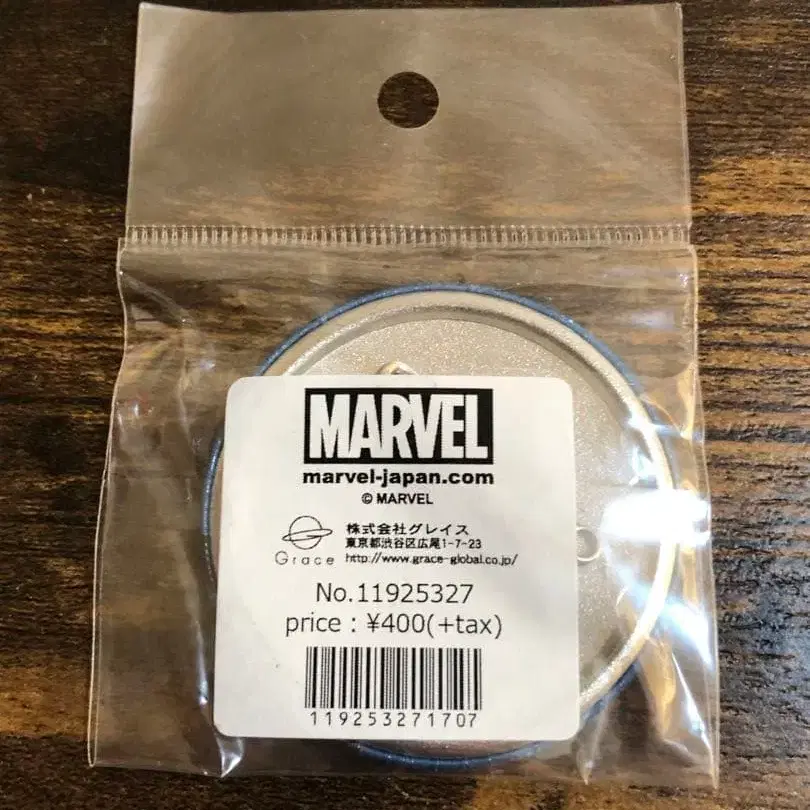 MARVEL
marvel-japan.com
© MARVEL
株式会社グレイス
東京都渋谷区広尾1-7-23
Grace http://www.grace-global.co.jp/
No.11925327
price : ¥400(+tax)
119253271707